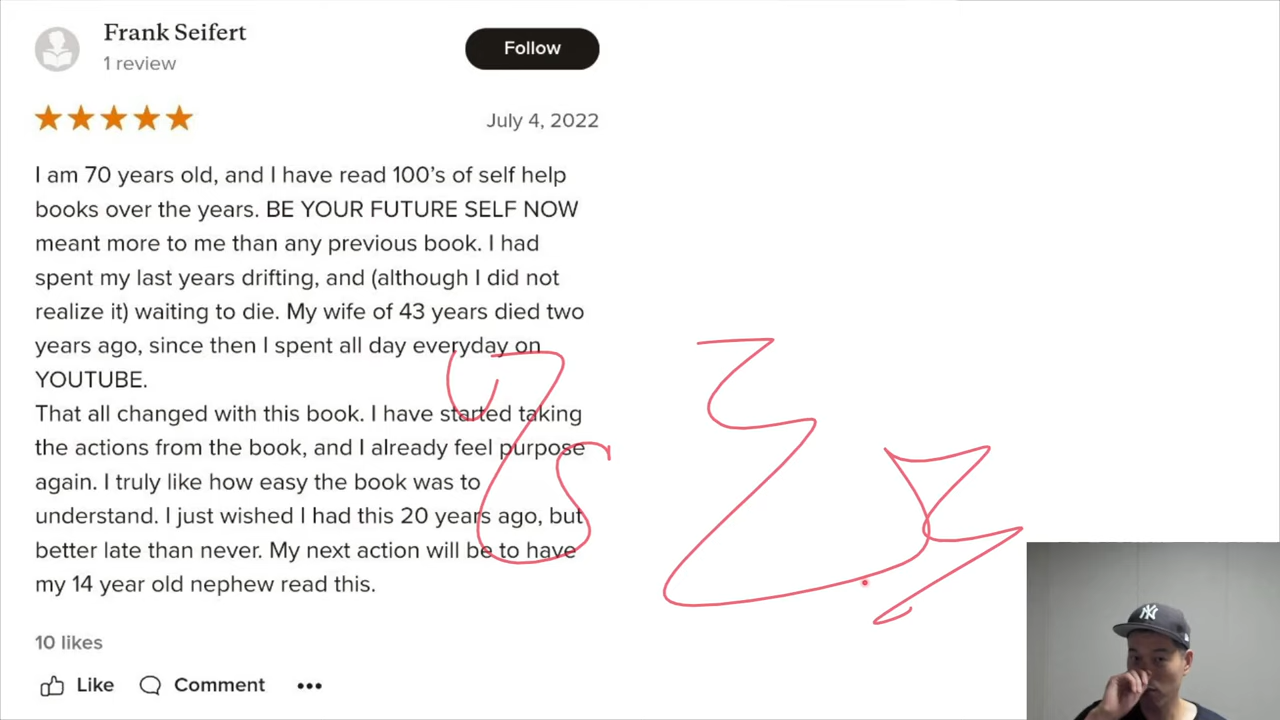 Frank Seifert
1 review
Follow
July 4, 2022
I am 70 years old, and I have read 100’s of self help
books over the years. BE YOUR FUTURE SELF NOW
meant more to me than any previous book. I had
spent my last years drifting, and (although I did not
realize it) waiting to die. My wife of 43 years died two
years ago, since then I spent all day everyday on
YOUTUBE.
That all changed with this book. I have started taking
the actions from the book, and I already feel purpose
again. I truly like how easy the book was to
understand. I just wished I had this 20 years ago, but
better late than never. My next action will be to have
my 14 year old nephew read this.
10 likes
Like
Comment
•••
NY